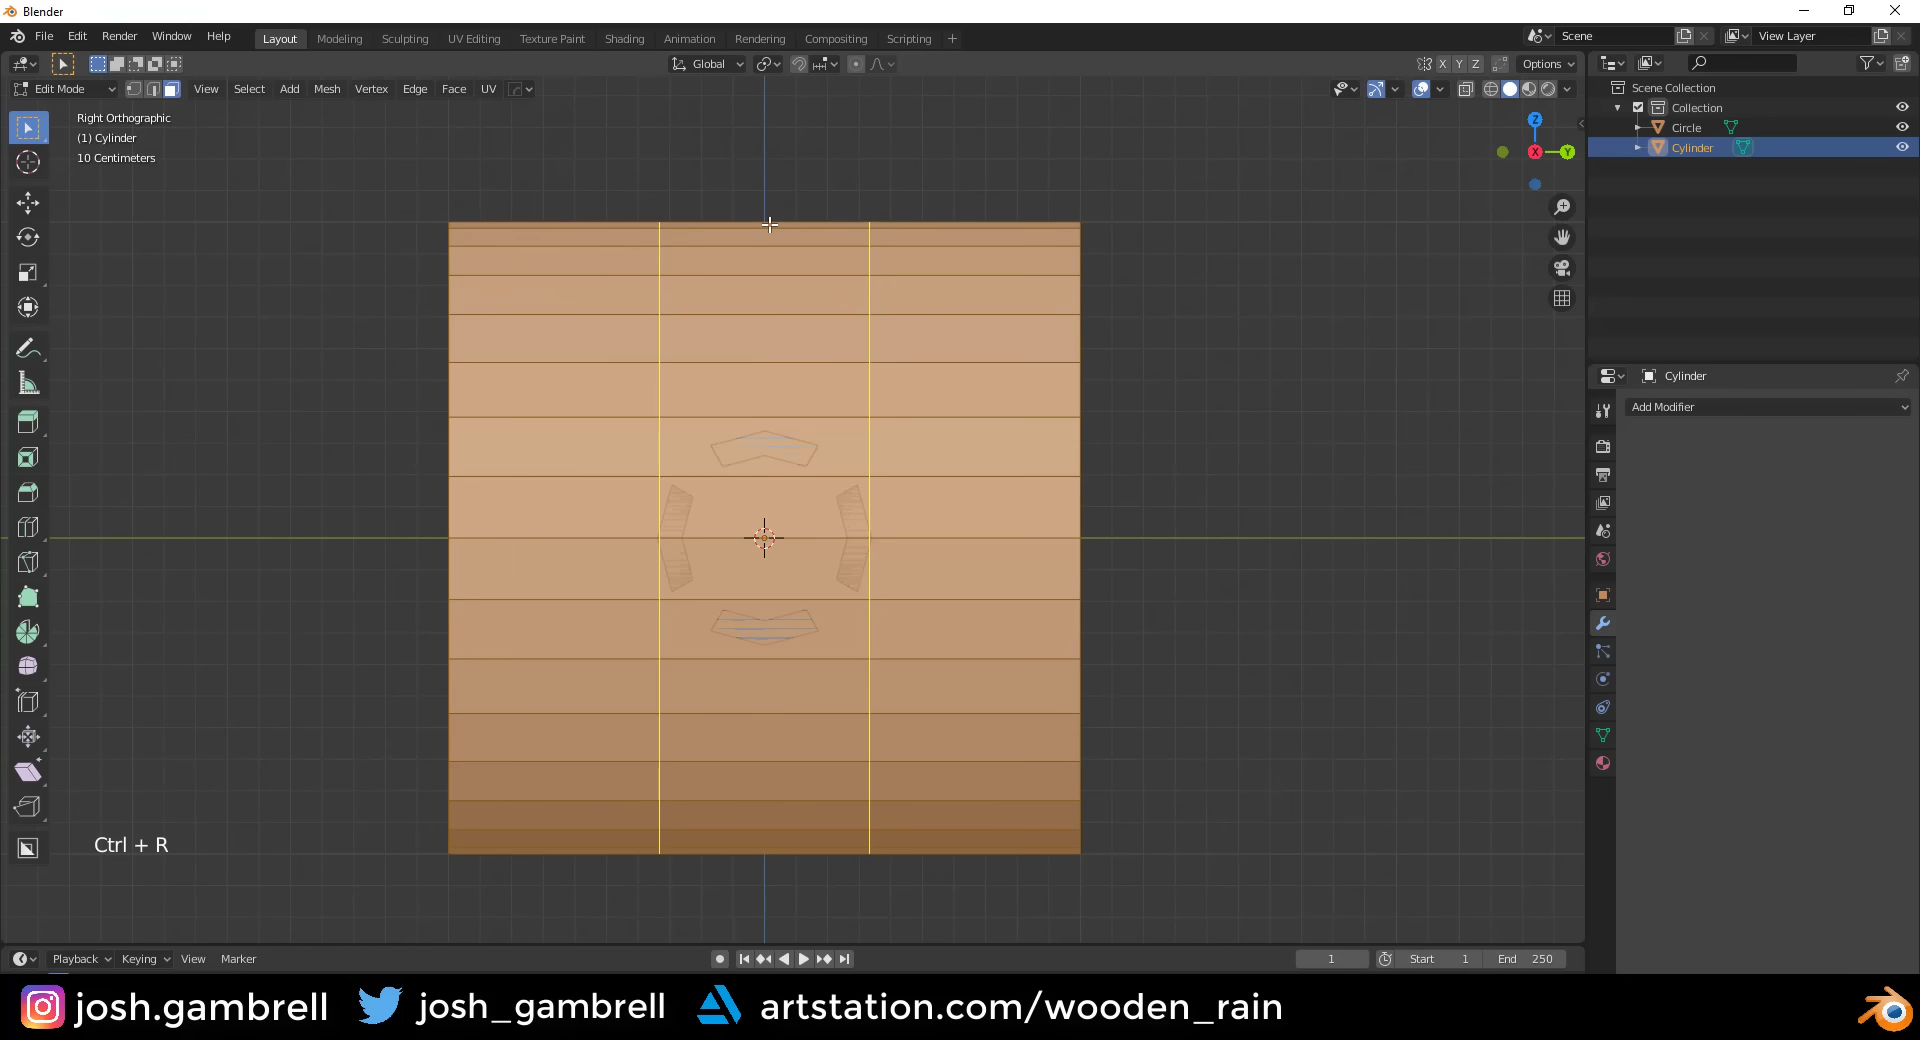 Blender
File Edit Render Window Help Layout Modeling Sculpting UV Editing Texture Paint Shading Animation Rendering Compositing Scripting + Scene View Layer
Global X Y Z Options
Edit Mode View Select Add Mesh Vertex Edge Face UV
Right Orthographic
(1) Cylinder
10 Centimeters
Z
X
Y
Scene Collection
Collection
Circle
Cylinder
Cylinder
Add Modifier
Ctrl + R
Playback Keying View Marker 1 Start 1 End 250
josh.gambrell josh_gambrell artstation.com/wooden_rain